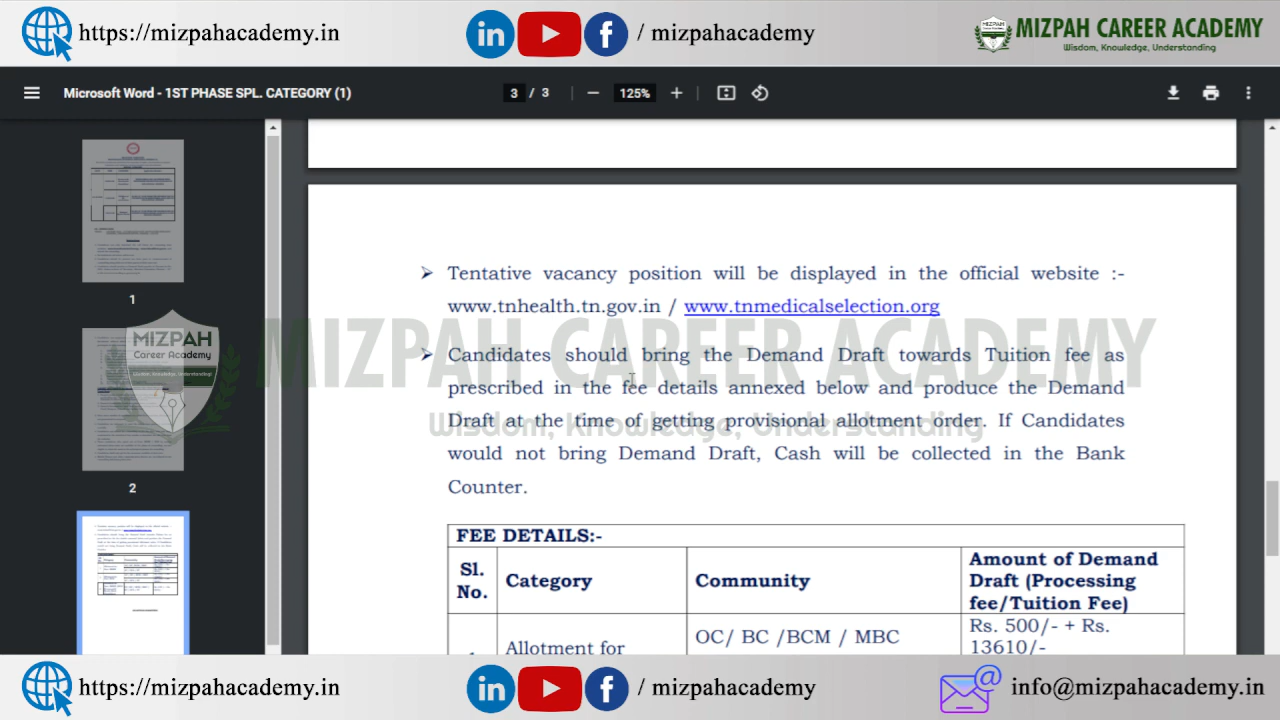 https://mizpahacademy.in
/ mizpahacademy
MIZPAH CAREER ACADEMY
Wisdom, Knowledge, Understanding
Microsoft Word - 1ST PHASE SPL. CATEGORY (1)
3 / 3
125%
1
2
➢ Tentative vacancy position will be displayed in the official website :-
www.tnhealth.tn.gov.in / www.tnmedicalselection.org
➢ Candidates should bring the Demand Draft towards Tuition fee as
prescribed in the fee details annexed below and produce the Demand
Draft at the time of getting provisional allotment order. If Candidates
would not bring Demand Draft, Cash will be collected in the Bank
Counter.
MIZPAH
Career Academy
Wisdom, Knowledge, Understanding
MIZPAH CAREER ACADEMY
Wisdom, Knowledge, Understanding
FEE DETAILS:-
Sl.
No.
Category
Community
Amount of Demand
Draft (Processing
fee/Tuition Fee)
Allotment for
OC/ BC /BCM / MBC
Rs. 500/- + Rs.
13610/-
https://mizpahacademy.in
/ mizpahacademy
info@mizpahacademy.in